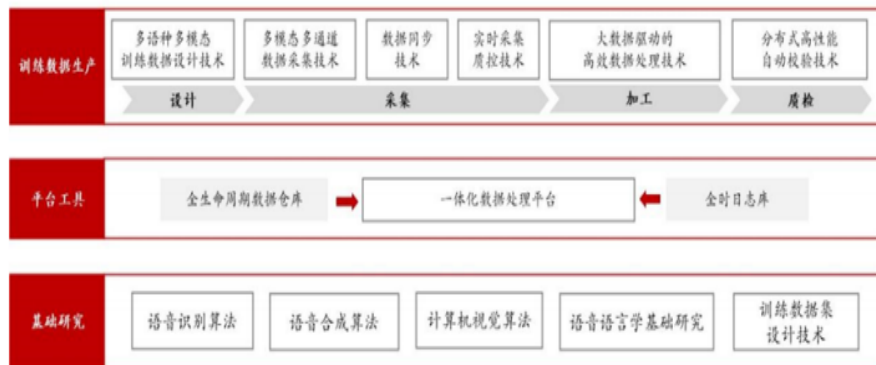 训练数据生产
多语种多模态
训练数据设计技术
多模态多通道
数据采集技术
数据同步
技术
实时采集
质控技术
大数据驱动的
高效数据处理技术
分布式高性能
自动校验技术
设计
采集
加工
质检
平台工具
全生命周期数据仓库
一体化数据处理平台
全时日志库
基础研究
语音识别算法
语音合成算法
计算机视觉算法
语音语言学基础研究
训练数据集
设计技术